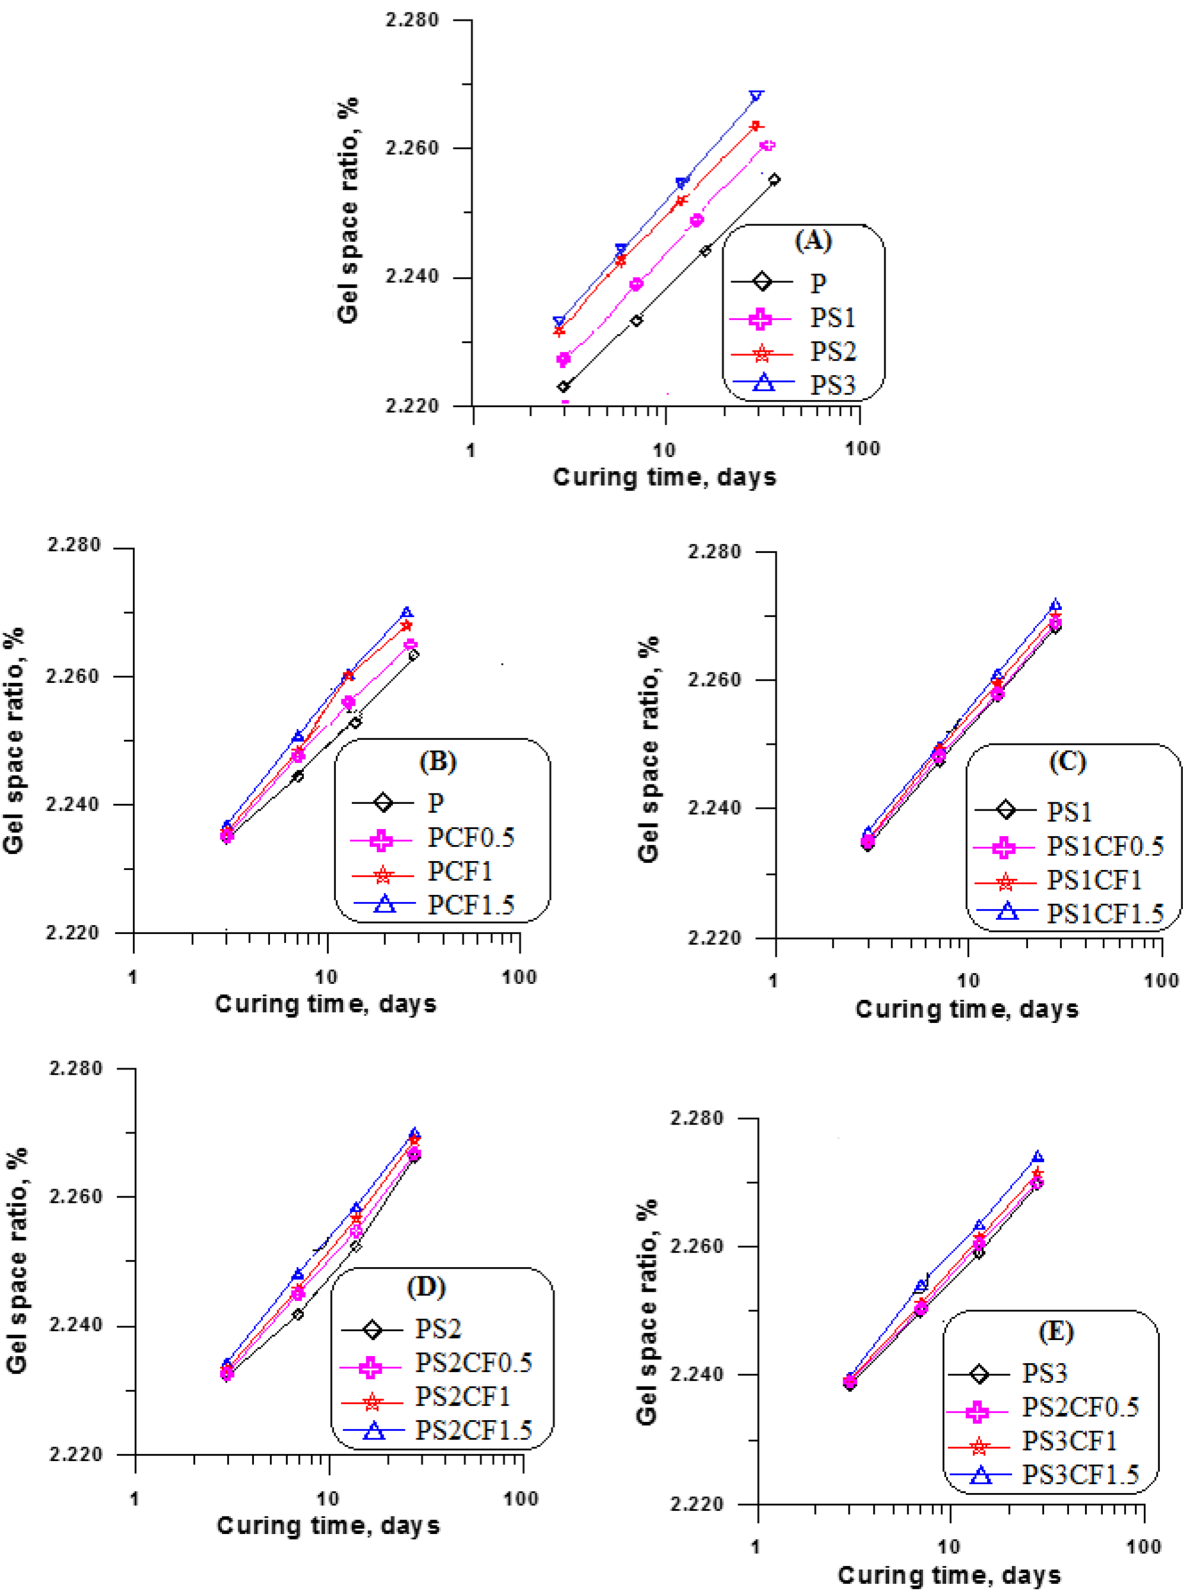 2.280
2.260
2.240
2.220
Gel space ratio, %
(A)
P
PS1
PS2
PS3
1
10
100
Curing time, days
2.280
2.260
2.240
2.220
Gel space ratio, %
(B)
P
PCF0.5
PCF1
PCF1.5
1
10
100
Curing time, days
2.280
2.260
2.240
2.220
Gel space ratio, %
(C)
PS1
PS1CF0.5
PS1CF1
PS1CF1.5
1
10
100
Curing time, days
2.280
2.260
2.240
2.220
Gel space ratio, %
(D)
PS2
PS2CF0.5
PS2CF1
PS2CF1.5
1
10
100
Curing time, days
2.280
2.260
2.240
2.220
Gel space ratio, %
(E)
PS3
PS2CF0.5
PS3CF1
PS3CF1.5
1
10
100
Curing time, days